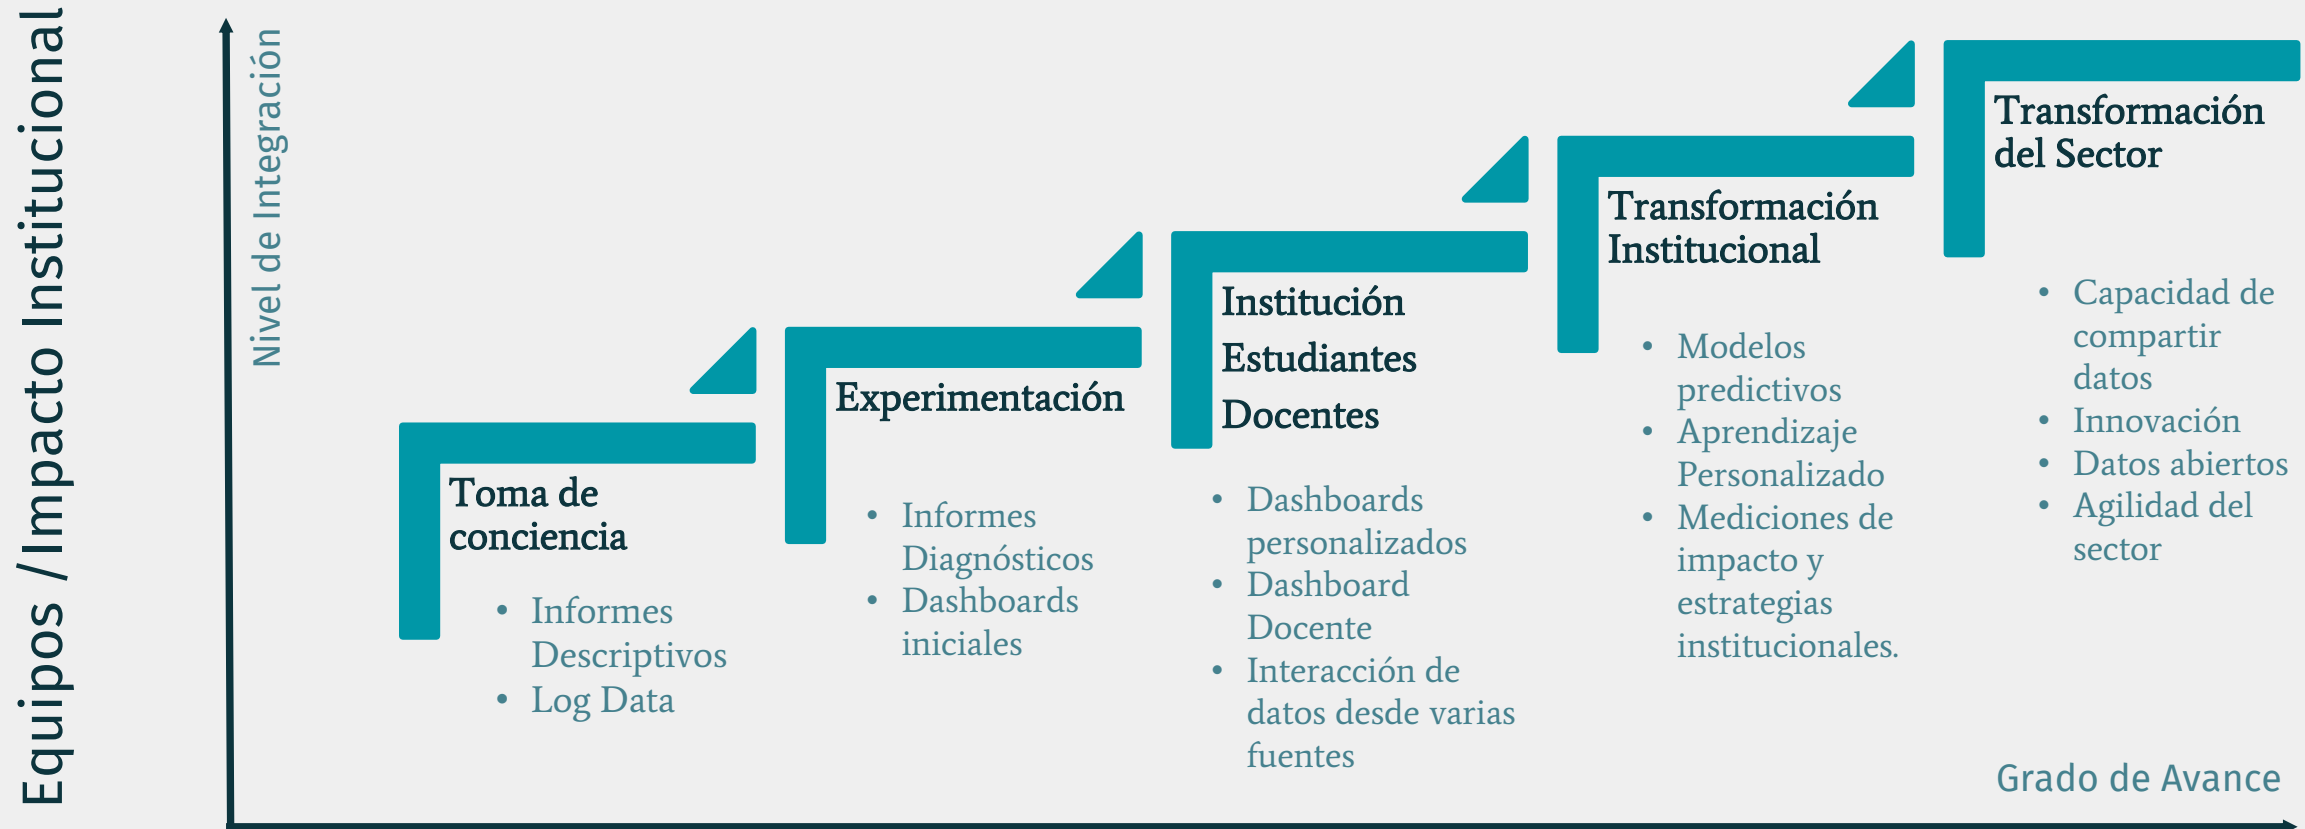 Equipos /Impacto Institucional
Nivel de Integración
Toma de
conciencia
• Informes
Descriptivos
• Log Data
Experimentación
• Informes
Diagnósticos
• Dashboards
iniciales
Institución
Estudiantes
Docentes
• Dashboards
personalizados
• Dashboard
Docente
• Interacción de
datos desde varias
fuentes
Transformación
Institucional
• Modelos
predictivos
• Aprendizaje
Personalizado
• Mediciones de
impacto y
estrategias
institucionales.
Transformación
del Sector
• Capacidad de
compartir
datos
• Innovación
• Datos abiertos
• Agilidad del
sector
Grado de Avance